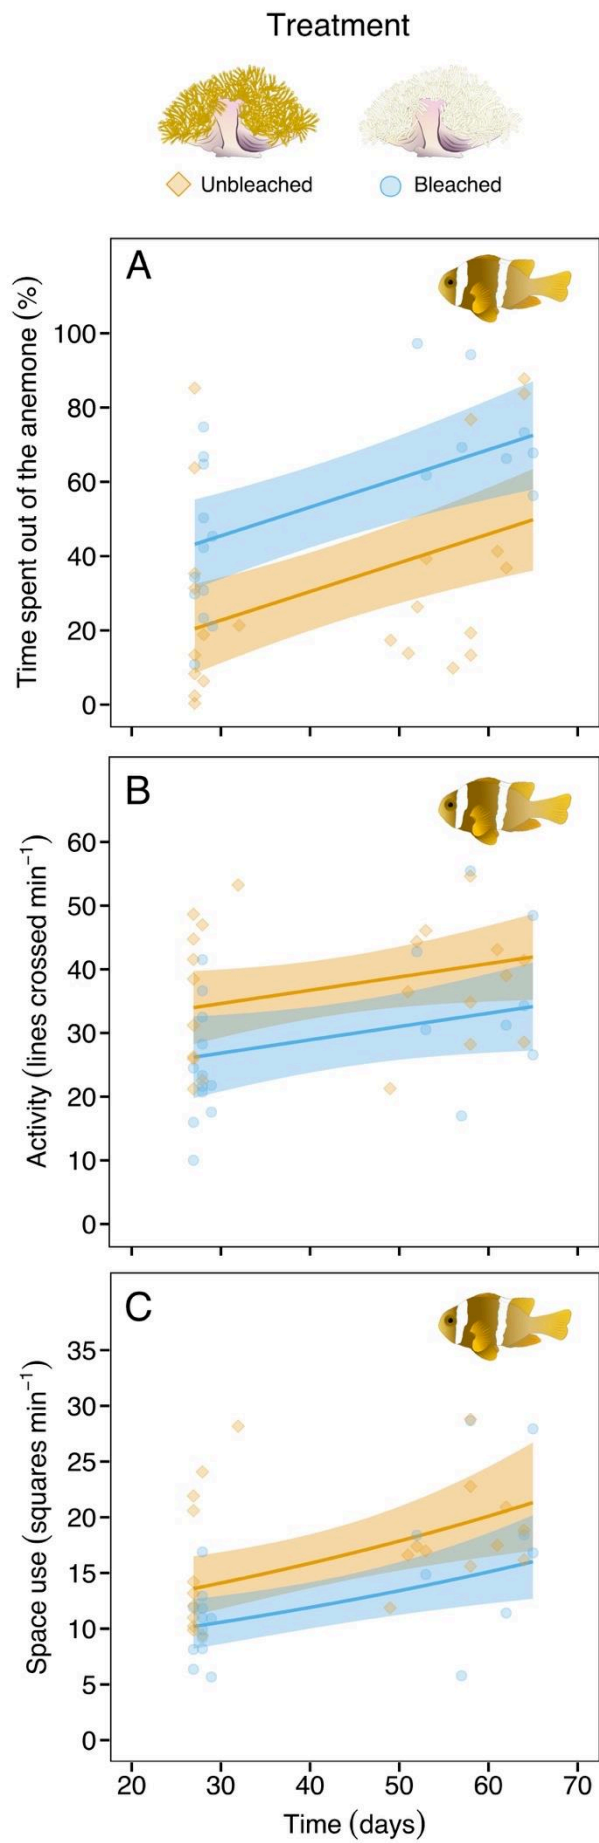 Treatment
Unbleached
Bleached
A
Time spent out of the anemone (%)
100
80
60
40
20
0
B
Activity (lines crossed min⁻¹)
60
50
40
30
20
10
0
C
Space use (squares min⁻¹)
35
30
25
20
15
10
5
0
20 30 40 50 60 70
Time (days)